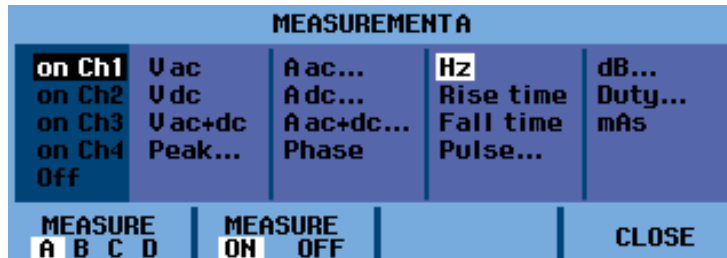 MEASUREMENT A
on Ch1 V ac A ac... Hz dB...
on Ch2 V dc A dc... Rise time Duty...
on Ch3 V ac+dc A ac+dc... Fall time mAs
on Ch4 Peak... Phase Pulse...
Off
MEASURE MEASURE
A B C D ON OFF CLOSE